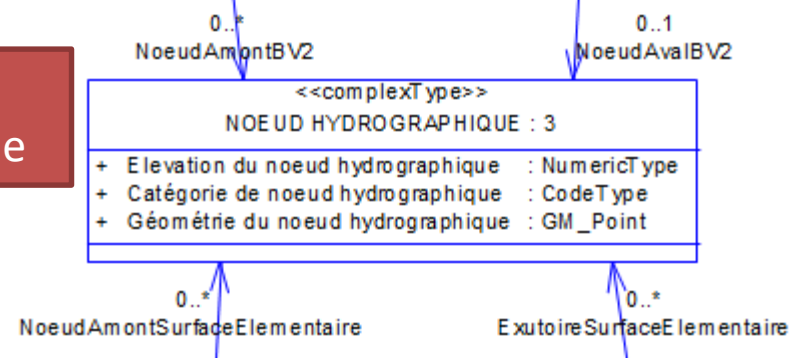 0..* 0..1
NoeudAmontBV2 NoeudAvalBV2
<<complexType>>
NOEUD HYDROGRAPHIQUE : 3
e
+ Elevation du noeud hydrographique : NumericType
+ Catégorie de noeud hydrographique : CodeType
+ Géométrie du noeud hydrographique : GM_Point
0..* 0..*
NoeudAmontSurfaceElementaire ExutoireSurfaceElementaire